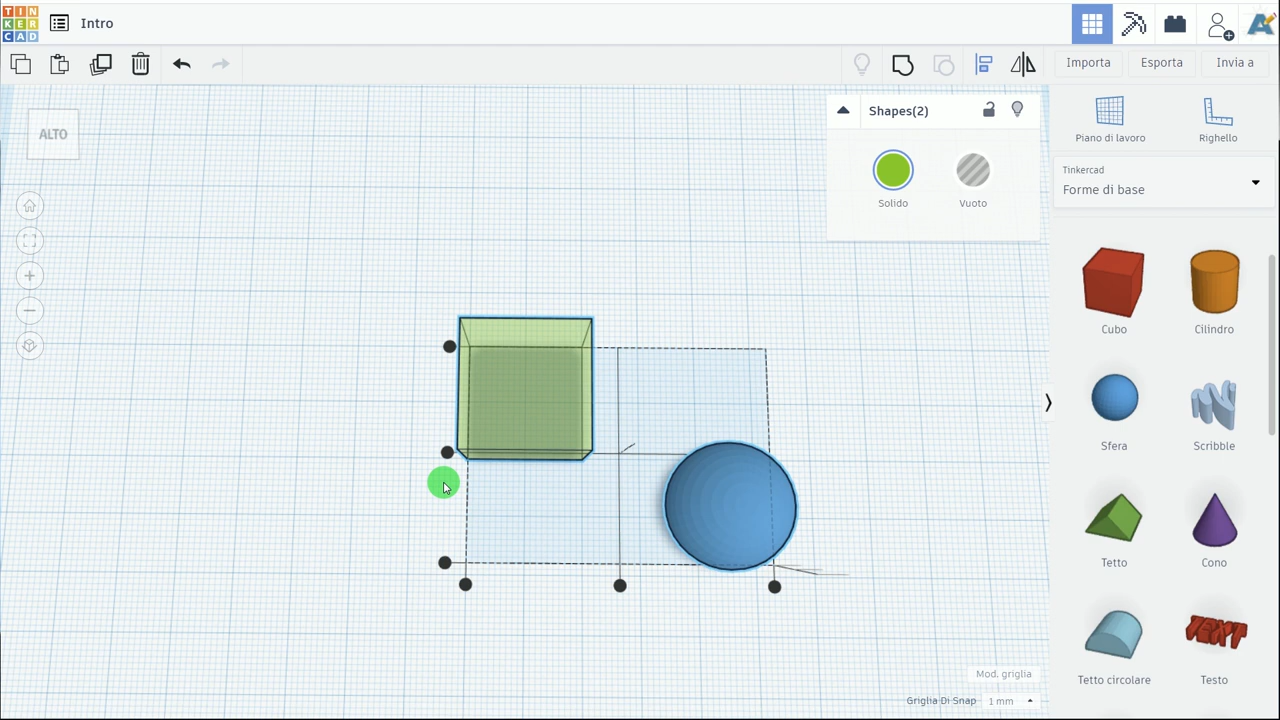 TIN
KER
CAD
Intro
Importa
Esporta
Invia a
ALTO
Shapes(2)
Solido
Vuoto
Piano di lavoro
Righello
Tinkercad
Forme di base
Cubo
Cilindro
Sfera
Scribble
Tetto
Cono
TEXT
Tetto circolare
Testo
Mod. griglia
Griglia Di Snap
1 mm